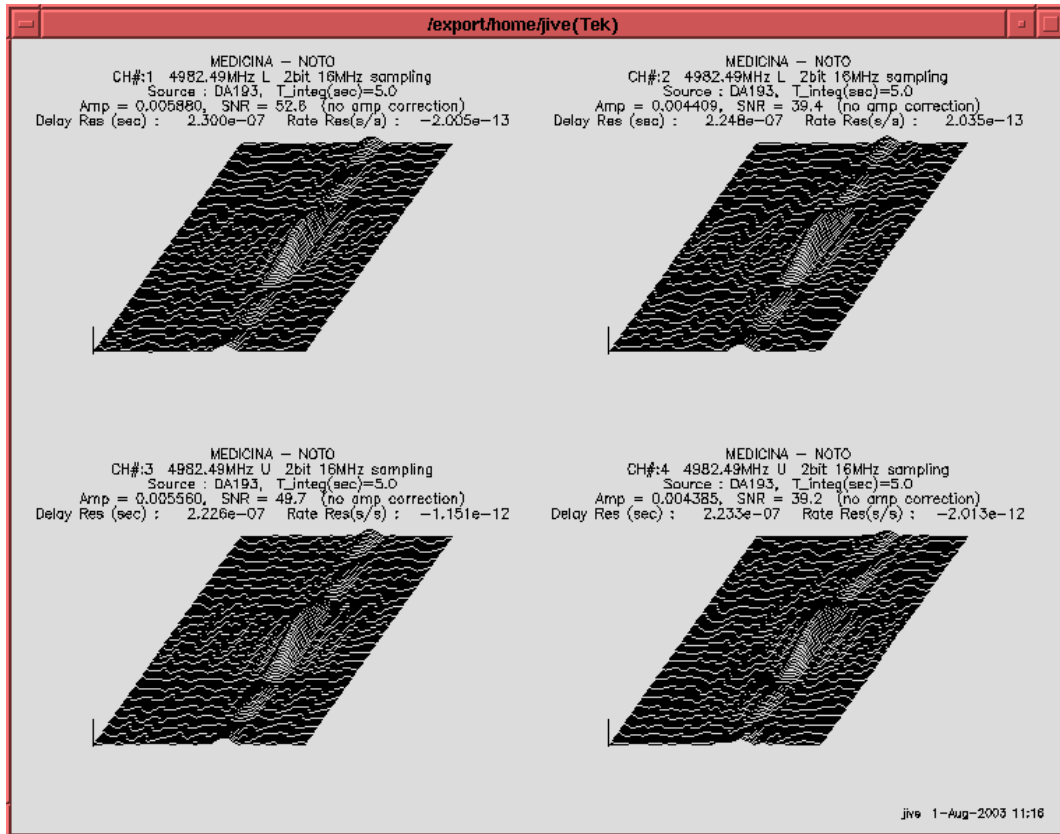 /export/home/jive(Tek)
MEDICINA – NOTO
CH#:1 4982.49MHz L 2bit 16MHz sampling
Source : DA193, T_integ(sec)=5.0
Amp = 0.005880, SNR = 52.6 (no amp correction)
Delay Res (sec) : 2.300e-07 Rate Res(s/s) : -2.005e-13
MEDICINA – NOTO
CH#:2 4982.49MHz L 2bit 16MHz sampling
Source : DA193, T_integ(sec)=5.0
Amp = 0.004409, SNR = 39.4 (no amp correction)
Delay Res (sec) : 2.248e-07 Rate Res(s/s) : 2.035e-13
MEDICINA – NOTO
CH#:3 4982.49MHz U 2bit 16MHz sampling
Source : DA193, T_integ(sec)=5.0
Amp = 0.005560, SNR = 49.7 (no amp correction)
Delay Res (sec) : 2.226e-07 Rate Res(s/s) : -1.151e-12
MEDICINA – NOTO
CH#:4 4982.49MHz U 2bit 16MHz sampling
Source : DA193, T_integ(sec)=5.0
Amp = 0.004385, SNR = 39.2 (no amp correction)
Delay Res (sec) : 2.233e-07 Rate Res(s/s) : -2.013e-12
jive 1-Aug-2003 11:16